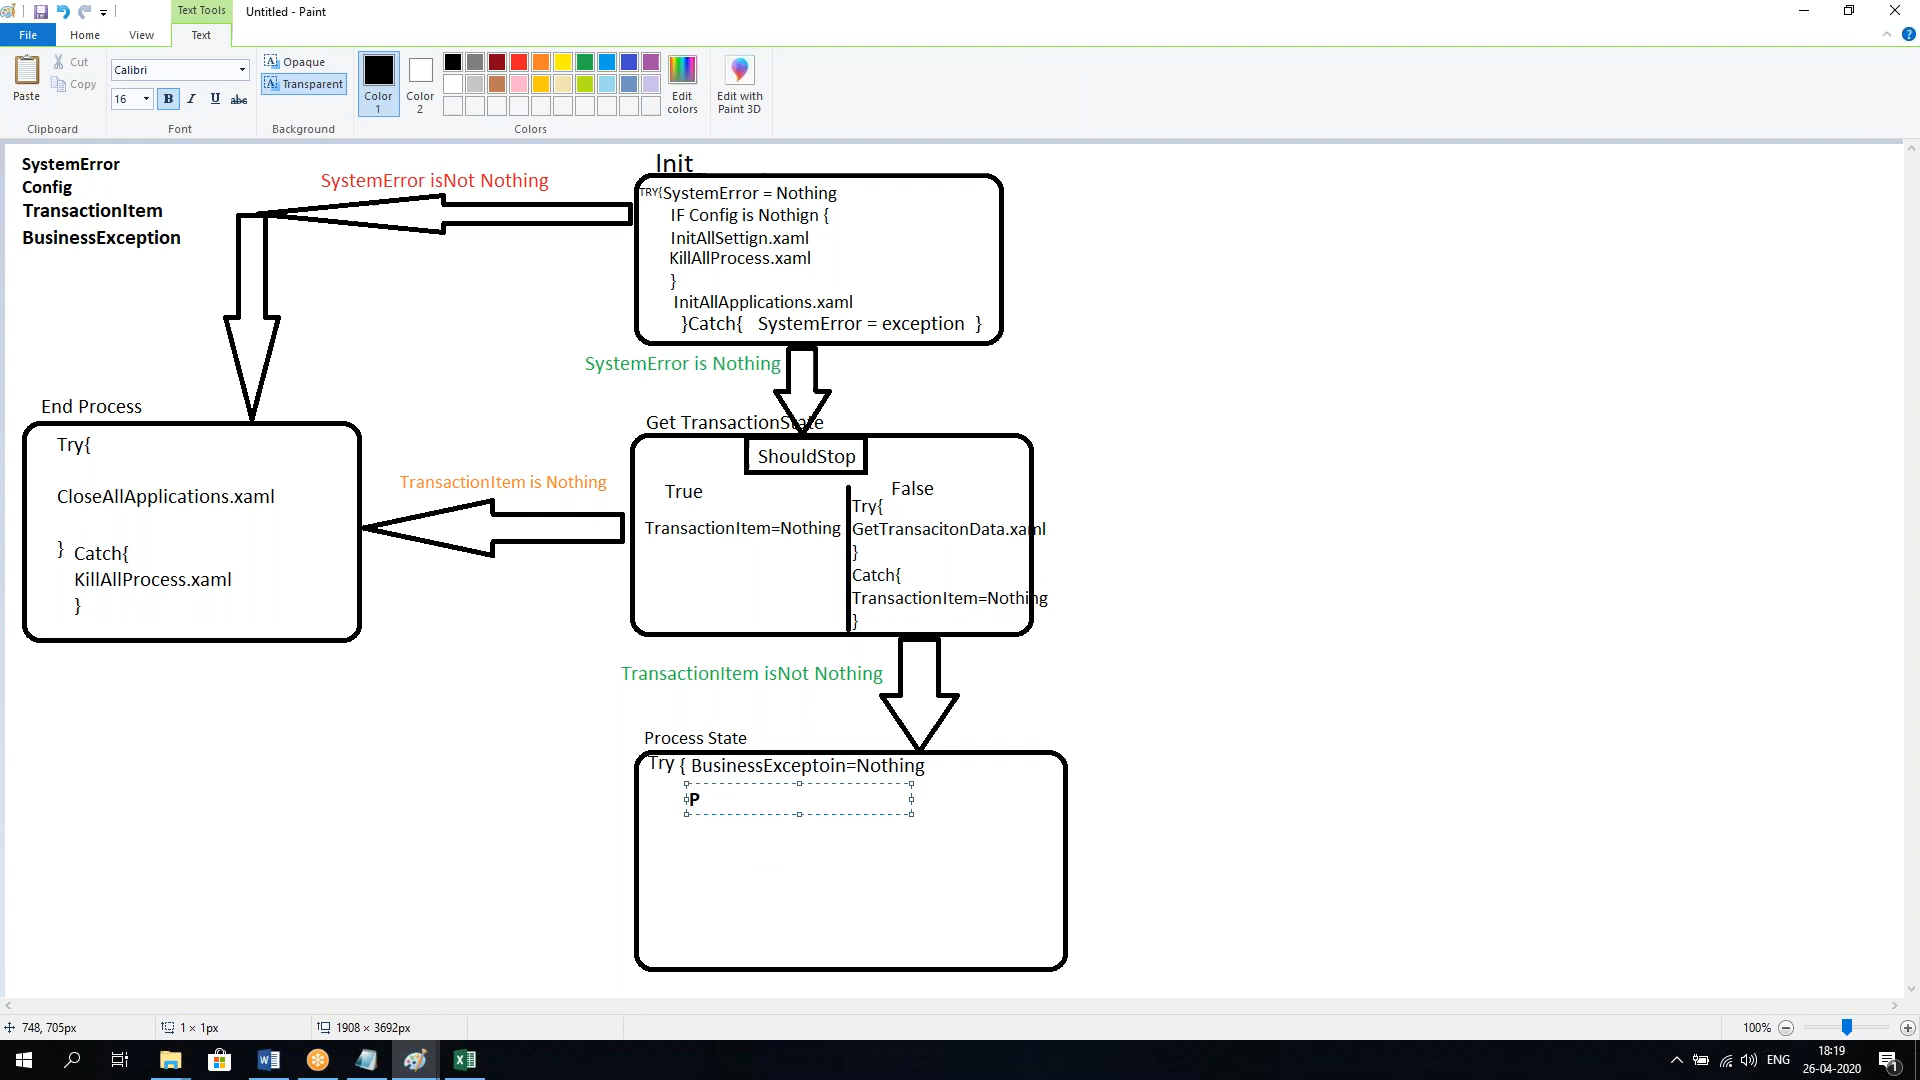 Text Tools
Untitled - Paint
File
Home
View
Text
Paste
Cut
Copy
Clipboard
Calibri
16
B
I
U
abc
Font
Opaque
Transparent
Background
Color 1
Color 2
Edit colors
Colors
Edit with Paint 3D
SystemError
Config
TransactionItem
BusinessException
SystemError isNot Nothing
Init
TRY{SystemError = Nothing
IF Config is Nothign {
InitAllSettign.xaml
KillAllProcess.xaml
}
InitAllApplications.xaml
}Catch{ SystemError = exception }
SystemError is Nothing
End Process
Try{
CloseAllApplications.xaml
} Catch{
KillAllProcess.xaml
}
TransactionItem is Nothing
Get TransactionState
ShouldStop
True
TransactionItem=Nothing
False
Try{
GetTransacitonData.xaml
}
Catch{
TransactionItem=Nothing
}
TransactionItem isNot Nothing
Process State
Try { BusinessExceptoin=Nothing
P
748, 705px
1 × 1px
1908 × 3692px
100%
ENG
18:19
26-04-2020
1